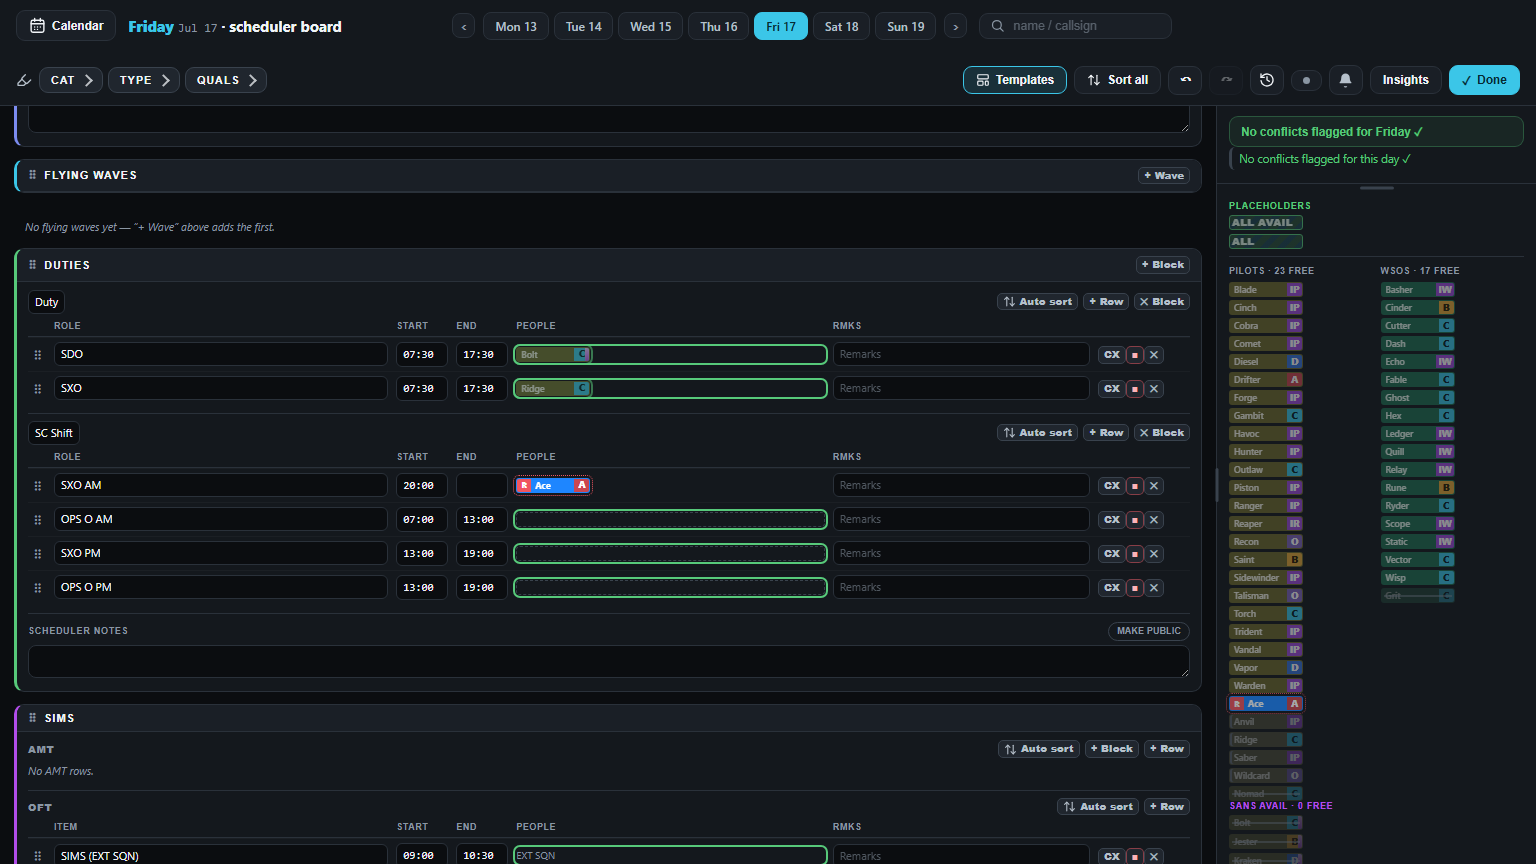 Calendar
Friday Jul 17 · scheduler board
‹ Mon 13 Tue 14 Wed 15 Thu 16 Fri 17 Sat 18 Sun 19 ›
name / callsign
CAT TYPE QUALS
Templates Sort all Insights ✓ Done
No conflicts flagged for Friday ✓
No conflicts flagged for this day ✓
FLYING WAVES + Wave
No flying waves yet — "+ Wave" above adds the first.
DUTIES + Block
Duty Auto sort + Row × Block
ROLE START END PEOPLE RMKS
SDO 07:30 17:30 Bolt C Remarks CX ×
SXO 07:30 17:30 Ridge C Remarks CX ×
SC Shift Auto sort + Row × Block
ROLE START END PEOPLE RMKS
SXO AM 20:00 R Ace A Remarks CX ×
OPS O AM 07:00 13:00 Remarks CX ×
SXO PM 13:00 19:00 Remarks CX ×
OPS O PM 13:00 19:00 Remarks CX ×
SCHEDULER NOTES MAKE PUBLIC
SIMS
AMT Auto sort + Block + Row
No AMT rows.
OFT Auto sort + Row
ITEM START END PEOPLE RMKS
SIMS (EXT SQN) 09:00 10:30 EXT SQN Remarks CX ×
PLACEHOLDERS
ALL AVAIL
ALL
PILOTS · 23 FREE
Blade IP
Cinch IP
Cobra IP
Comet IP
Diesel D
Drifter A
Forge IP
Gambit C
Havoc IP
Hunter IP
Outlaw C
Piston IP
Ranger IP
Reaper IR
Recon O
Saint B
Sidewinder IP
Talisman O
Torch C
Trident IP
Vandal IP
Vapor D
Warden IP
R Ace A
Anvil IP
Ridge C
Saber IP
Wildcard O
Nomad C
SANS AVAIL · 0 FREE
Bolt C
Jester B
Kraken
WSOS · 17 FREE
Basher IW
Cinder B
Cutter C
Dash C
Echo IW
Fable C
Ghost C
Hex C
Ledger IW
Quill IW
Relay IW
Rune B
Ryder C
Scope IW
Static IW
Vector C
Wisp C
Grit C